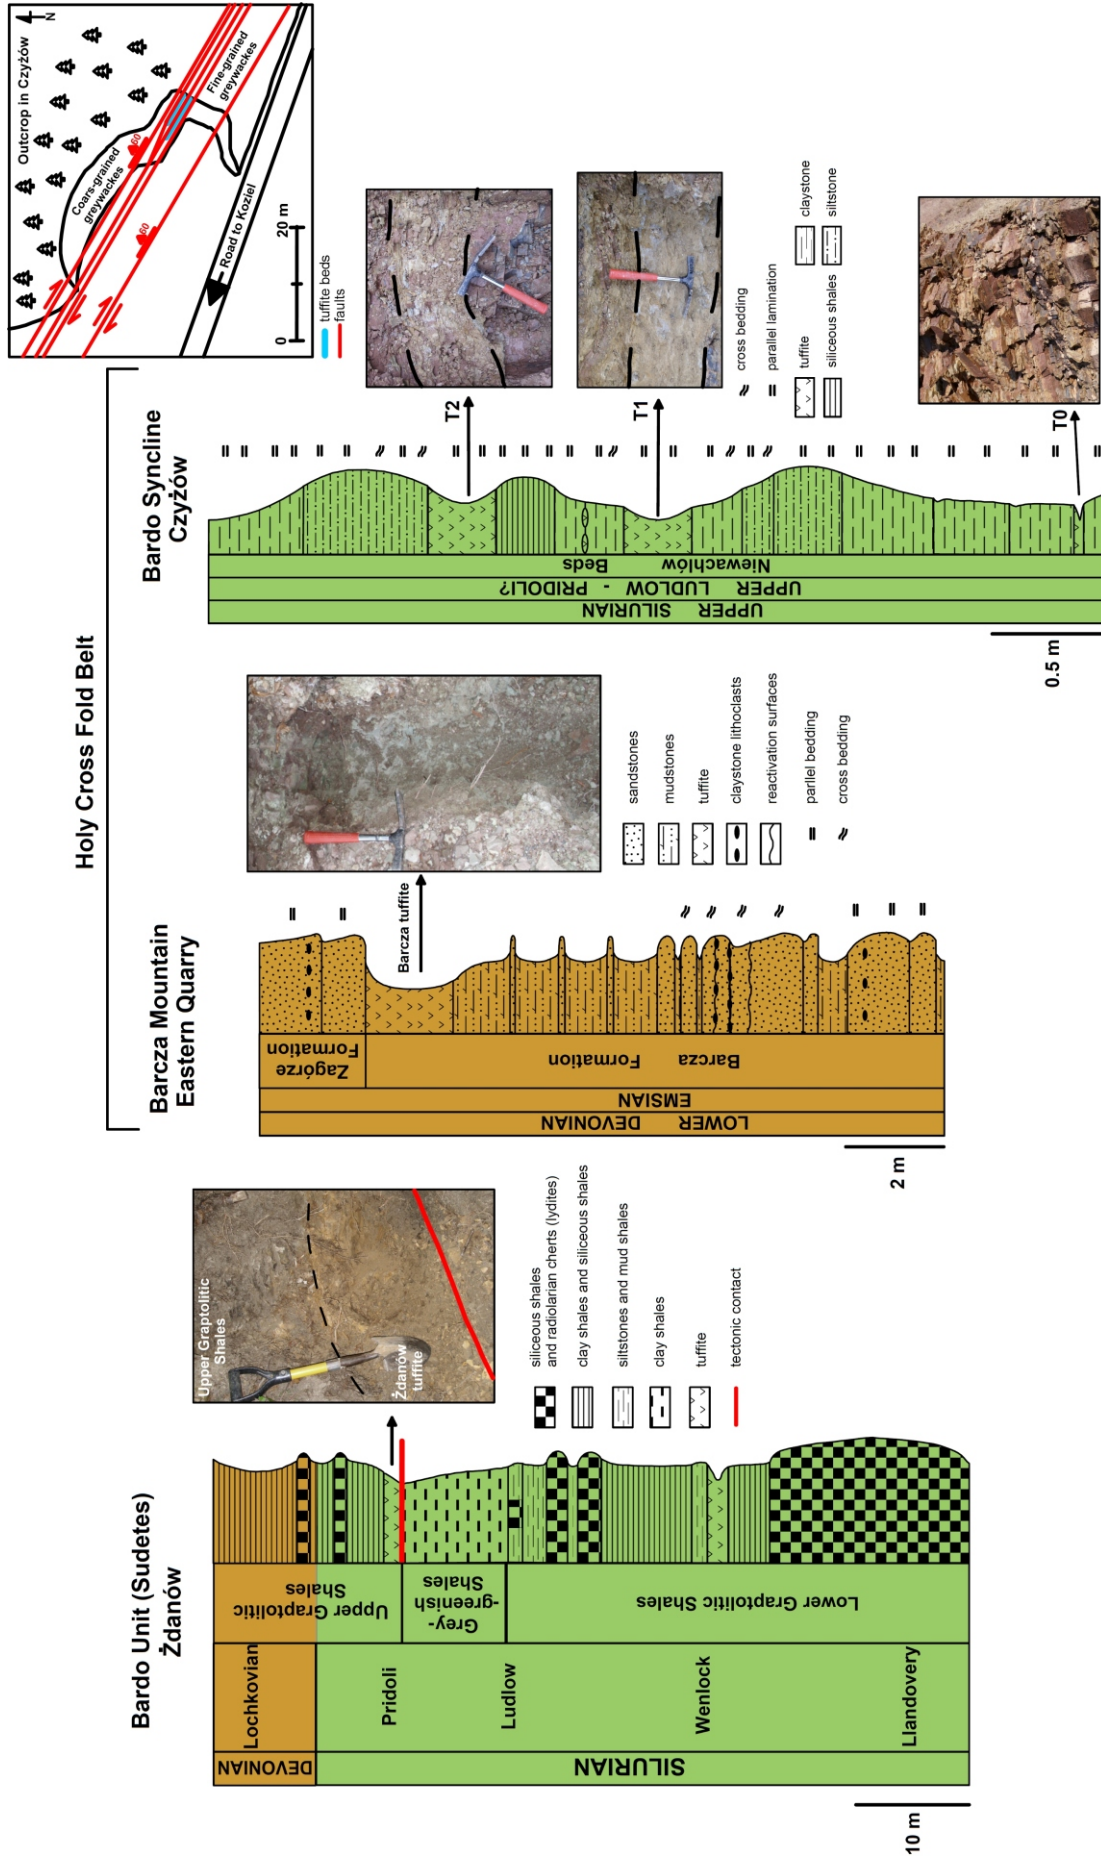 Bardo Unit (Sudetes)
Żdanów
DEVONIAN
SILURIAN
Lochkovian
Pridoli
Ludlow
Wenlock
Llandovery
Upper Graptolitic
Shales
Grey-
-greenish
Shales
Lower Graptolitic Shales
10 m
Upper Graptolitic
Shales
Żdanów
tuffite
siliceous shales
and radiolarian cherts (lydites)
clay shales and siliceous shales
siltstones and mud shales
clay shales
tuffite
tectonic contact
Holy Cross Fold Belt
Barcza Mountain
Eastern Quarry
LOWER DEVONIAN
EMSIAN
Zagórze
Formation
Barcza Formation
2 m
Barcza tuffite
sandstones
mudstones
tuffite
claystone lithoclasts
reactivation surfaces
parllel bedding
cross bedding
Bardo Syncline
Czyżów
UPPER SILURIAN
UPPER LUDLOW - PRIDOLI?
Niewachlów Beds
0.5 m
T2
T1
T0
cross bedding
parallel lamination
tuffite
claystone
siliceous shales
siltstone
Outcrop in Czyżów
N
Coars-grained
greywackes
Fine-grained
greywackes
60
60
Road to Koziel
0
20 m
tuffite beds
faults